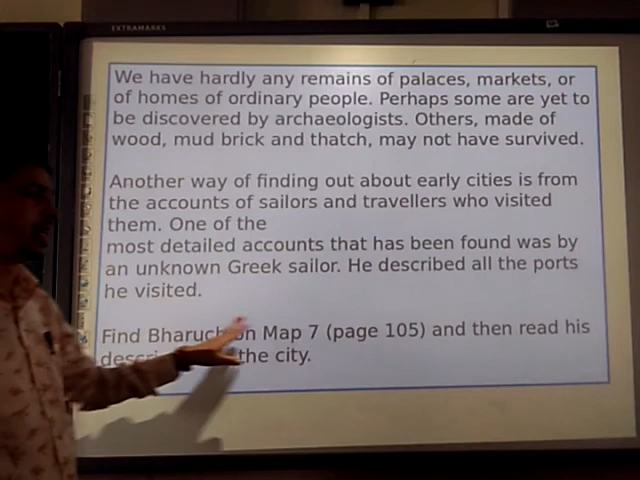 EXTRAMARKS
We have hardly any remains of palaces, markets, or
of homes of ordinary people. Perhaps some are yet to
be discovered by archaeologists. Others, made of
wood, mud brick and thatch, may not have survived.
Another way of finding out about early cities is from
the accounts of sailors and travellers who visited
them. One of the
most detailed accounts that has been found was by
an unknown Greek sailor. He described all the ports
he visited.
Find Bharuch on Map 7 (page 105) and then read his
the city.